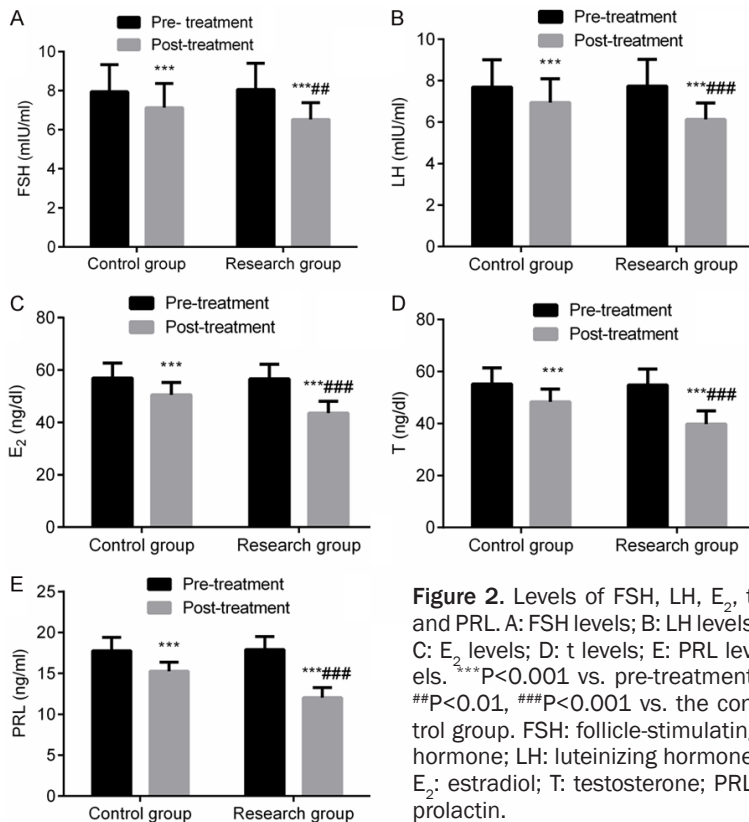 A
Pre- treatment
Post-treatment
FSH (mIU/ml)
10
8
6
4
2
0
***
***##
Control group
Research group
B
Pre-treatment
Post-treatment
LH (mIU/ml)
10
8
6
4
2
0
***
***###
Control group
Research group
C
Pre-treatment
Post-treatment
E2 (ng/dl)
80
60
40
20
0
***
***###
Control group
Research group
D
Pre-treatment
Post-treatment
T (ng/dl)
80
60
40
20
0
***
***###
Control group
Research group
E
Pre-treatment
Post-treatment
PRL (ng/ml)
25
20
15
10
5
0
***
***###
Control group
Research group
Figure 2. Levels of FSH, LH, E2, t
and PRL. A: FSH levels; B: LH levels;
C: E2 levels; D: t levels; E: PRL lev-
els. ***P<0.001 vs. pre-treatment;
##P<0.01, ###P<0.001 vs. the con-
trol group. FSH: follicle-stimulating
hormone; LH: luteinizing hormone;
E2: estradiol; T: testosterone; PRL:
prolactin.